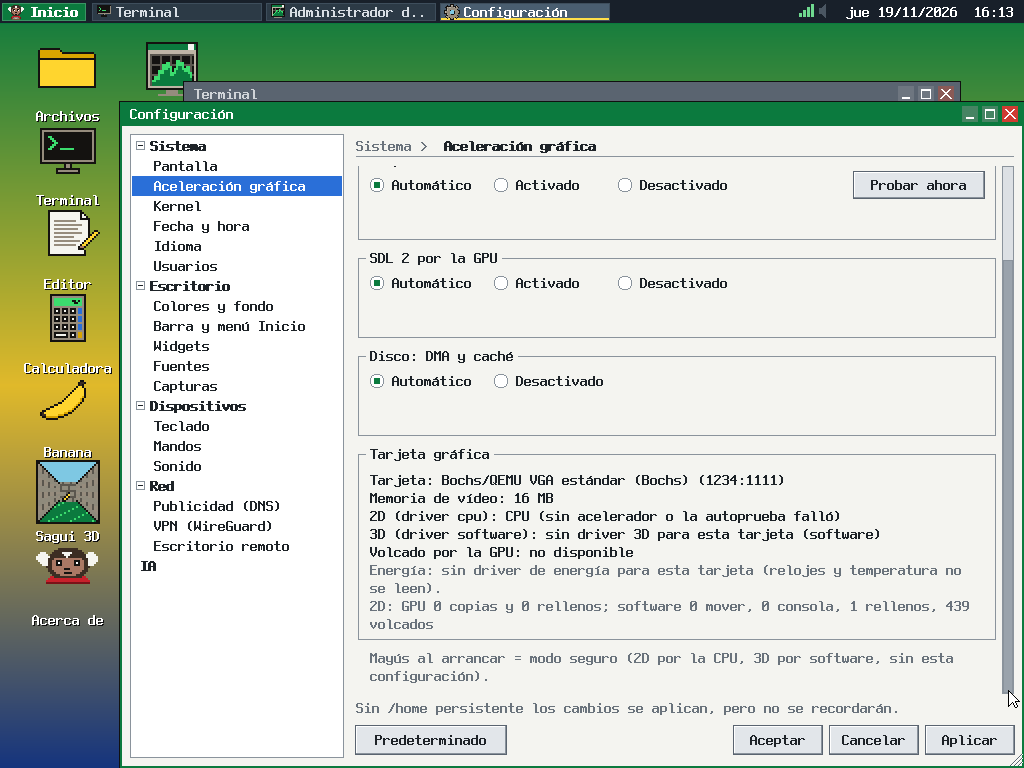 Inicio
Terminal
Administrador d..
Configuración
jue 19/11/2026 16:13
Archivos
Terminal
Editor
Calculadora
Banana
Sagui 3D
Acerca de
Terminal
Configuración
Sistema
Pantalla
Aceleración gráfica
Kernel
Fecha y hora
Idioma
Usuarios
Escritorio
Colores y fondo
Barra y menú Inicio
Widgets
Fuentes
Capturas
Dispositivos
Teclado
Mandos
Sonido
Red
Publicidad (DNS)
VPN (WireGuard)
Escritorio remoto
IA
Sistema > Aceleración gráfica
Automático Activado Desactivado Probar ahora
SDL 2 por la GPU
Automático Activado Desactivado
Disco: DMA y caché
Automático Desactivado
Tarjeta gráfica
Tarjeta: Bochs/QEMU VGA estándar (Bochs) (1234:1111)
Memoria de vídeo: 16 MB
2D (driver cpu): CPU (sin acelerador o la autoprueba falló)
3D (driver software): sin driver 3D para esta tarjeta (software)
Volcado por la GPU: no disponible
Energía: sin driver de energía para esta tarjeta (relojes y temperatura no
se leen).
2D: GPU 0 copias y 0 rellenos; software 0 mover, 0 consola, 1 rellenos, 439
volcados
Mayús al arrancar = modo seguro (2D por la CPU, 3D por software, sin esta
configuración).
Sin /home persistente los cambios se aplican, pero no se recordarán.
Predeterminado Aceptar Cancelar Aplicar